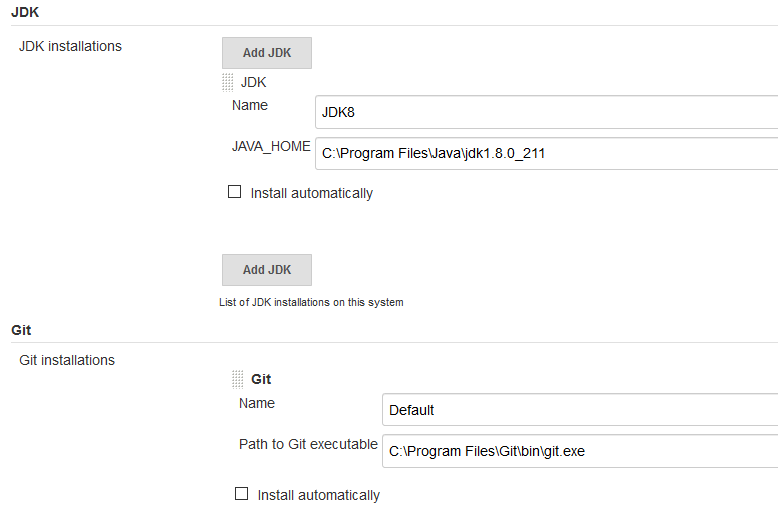 JDK
JDK installations
Add JDK
JDK
Name
JDK8
JAVA_HOME
C:\Program Files\Java\jdk1.8.0_211
Install automatically
Add JDK
List of JDK installations on this system
Git
Git installations
Git
Name
Default
Path to Git executable
C:\Program Files\Git\bin\git.exe
Install automatically